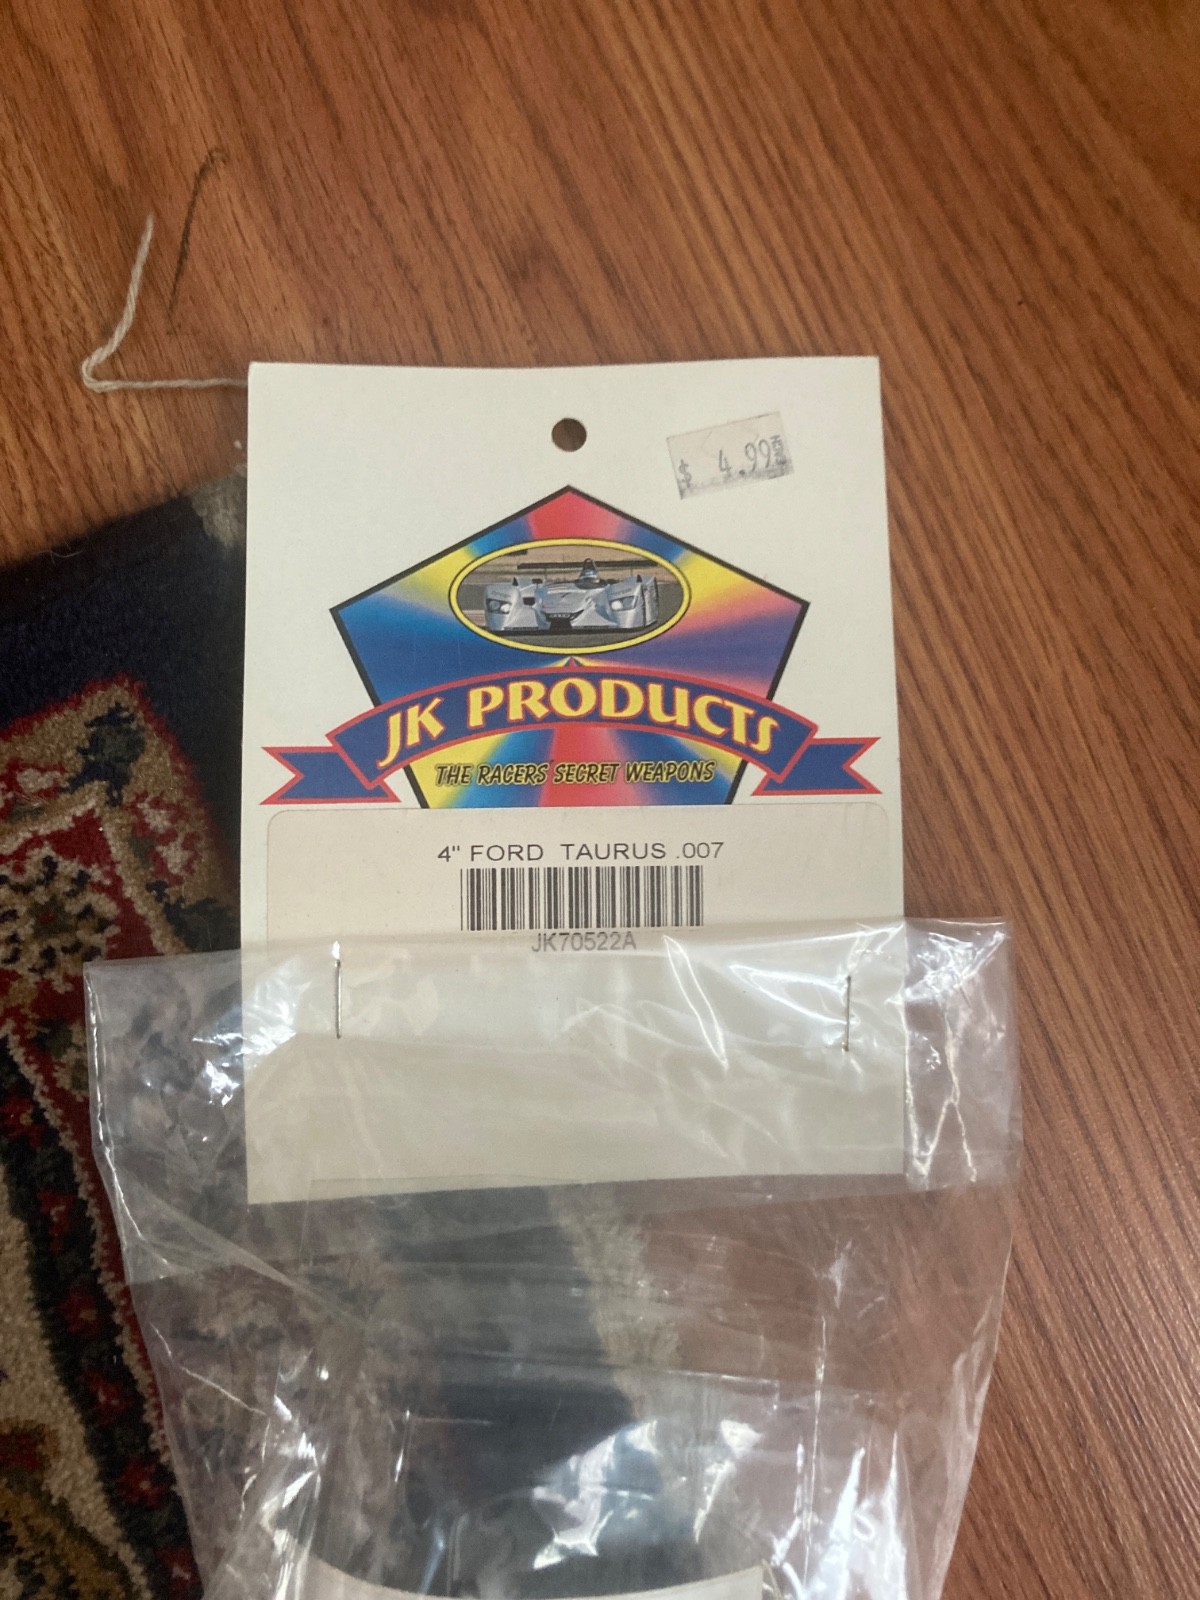 $ 4.99
JK PRODUCTS
THE RACERS SECRET WEAPONS
4" FORD TAURUS .007
JK70522A